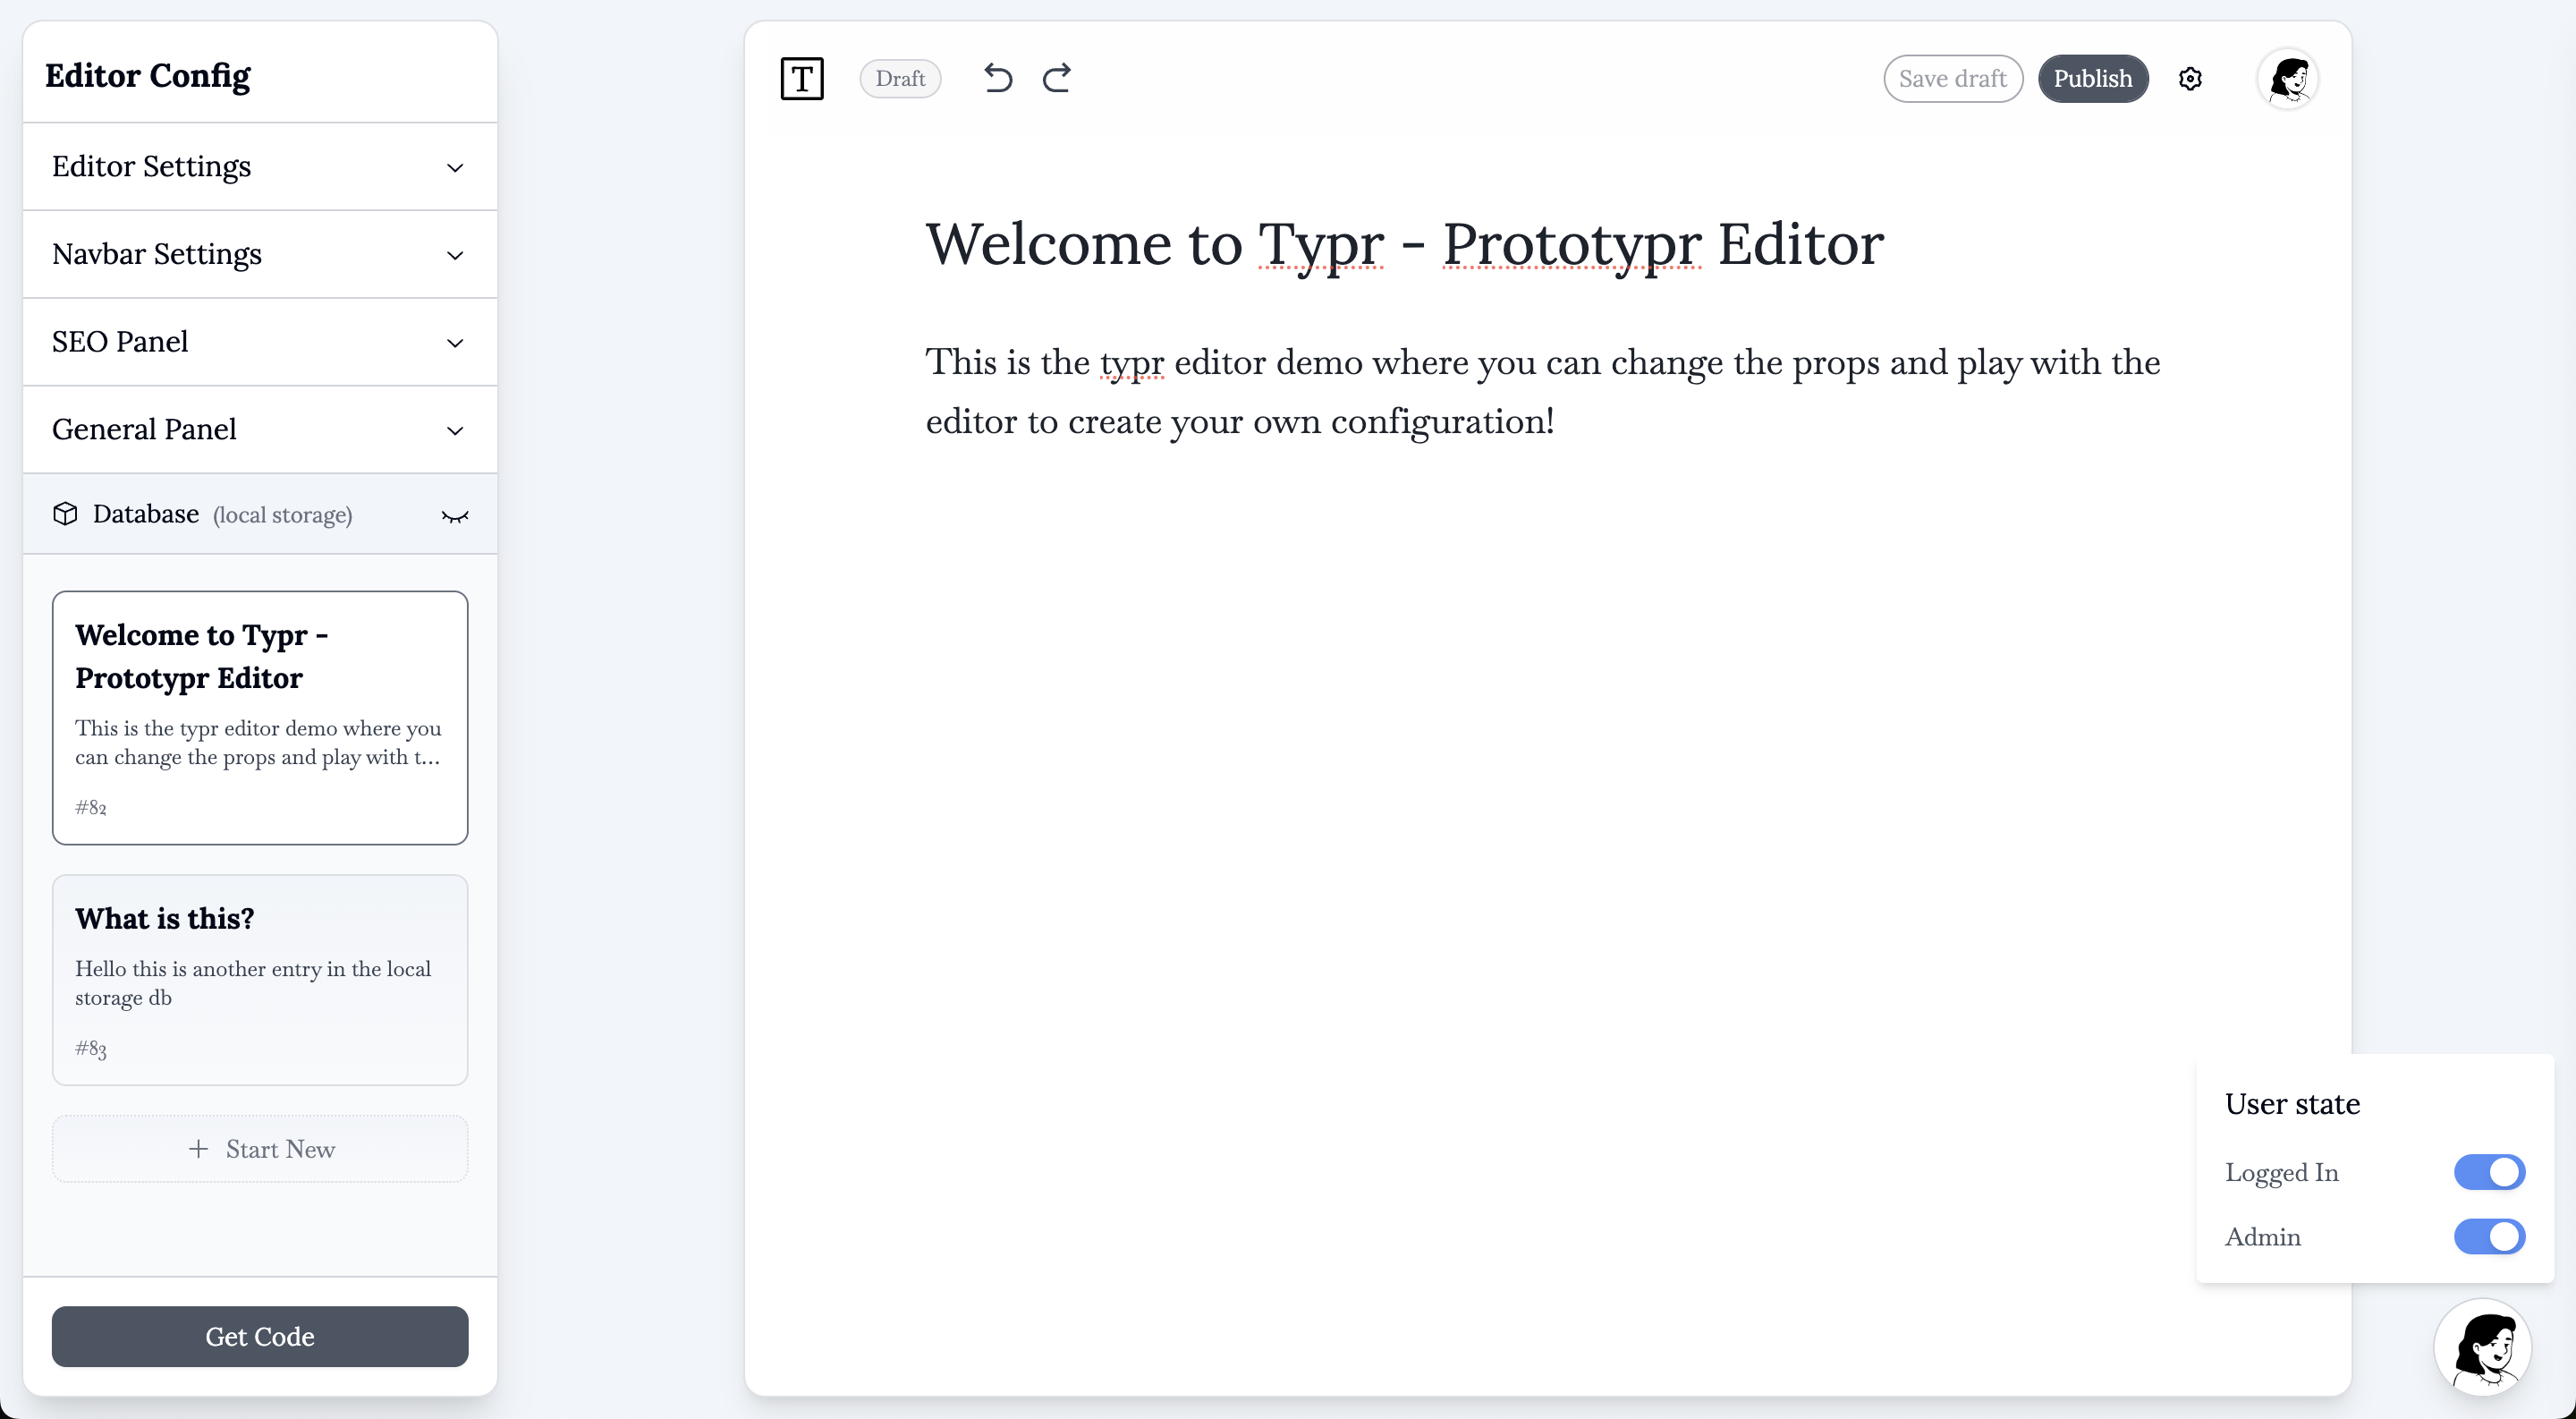 Editor Config
Editor Settings
Navbar Settings
SEO Panel
General Panel
Database (local storage)
Welcome to Typr -
Prototypr Editor
This is the typr editor demo where you
can change the props and play with t...
#82
What is this?
Hello this is another entry in the local
storage db
#83
+ Start New
Get Code
T Draft Save draft Publish
Welcome to Typr - Prototypr Editor
This is the typr editor demo where you can change the props and play with the
editor to create your own configuration!
User state
Logged In
Admin